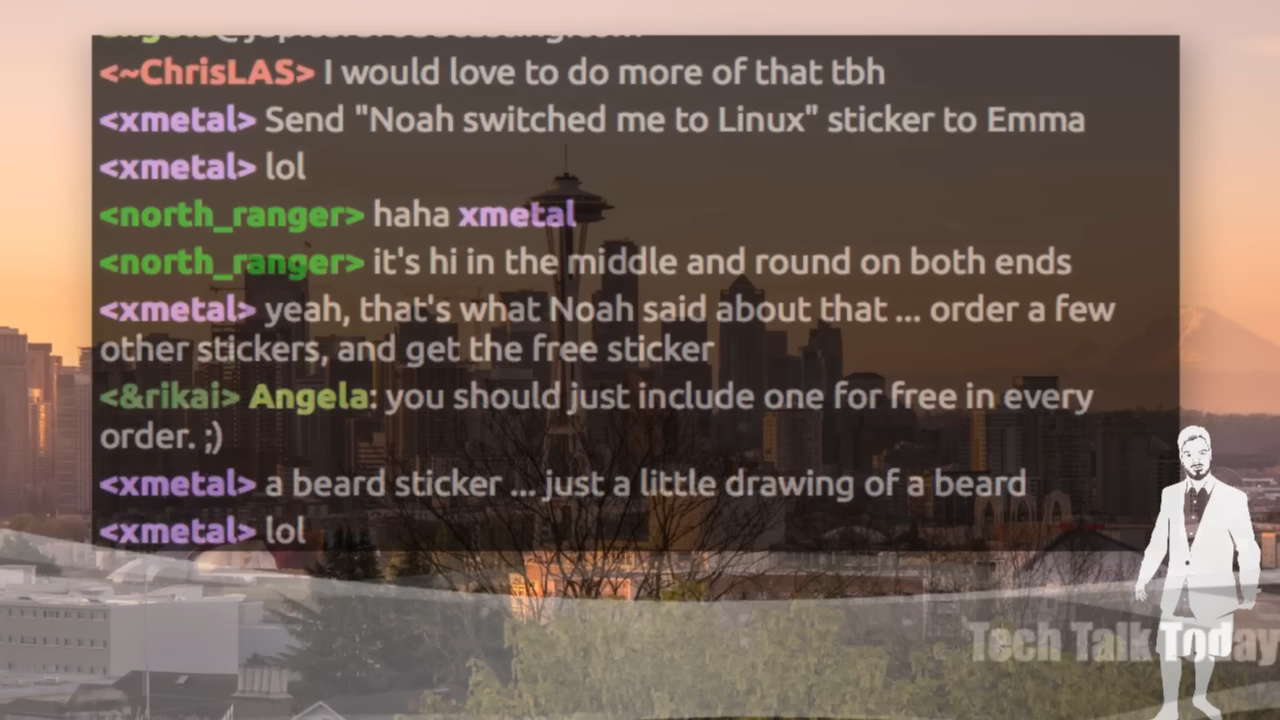 <~ChrisLAS> I would love to do more of that tbh
<xmetal> Send "Noah switched me to Linux" sticker to Emma
<xmetal> lol
<north_ranger> haha xmetal
<north_ranger> it's hi in the middle and round on both ends
<xmetal> yeah, that's what Noah said about that ... order a few
other stickers, and get the free sticker
<&rikai> Angela: you should just include one for free in every
order. ;)
<xmetal> a beard sticker ... just a little drawing of a beard
<xmetal> lol
Tech Talk Today